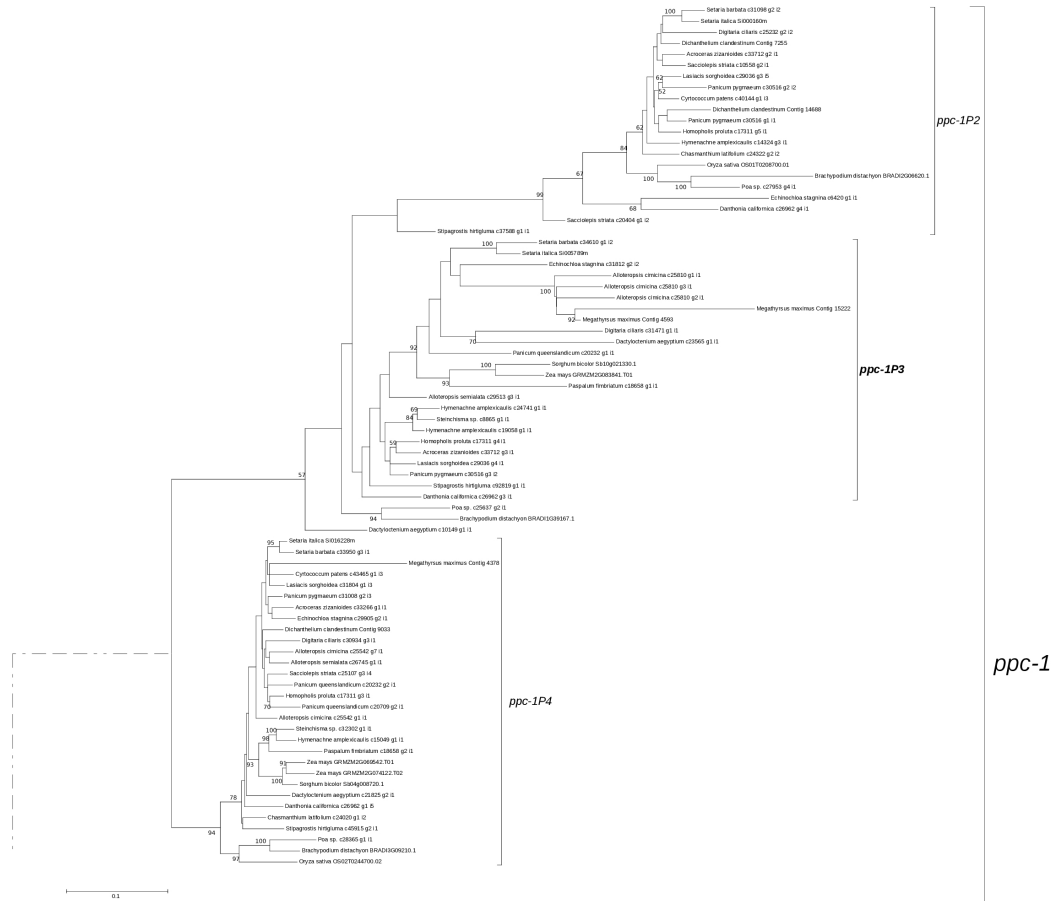 Setaria barbata c31098 g2 i2
100
Setaria italica Si000160m
Digitaria ciliaris c25232 g2 i2
Dichanthelium clandestinum Contig 7255
Acroceras zizanioides c33712 g2 i1
Sacciolepis striata c10558 g2 i1
Lasiacis sorghoidea c29036 g3 i5
62
Panicum pygmaeum c30516 g2 i2
52
Cyrtococcum patens c40144 g1 i3
Dichanthelium clandestinum Contig 14688
ppc-1P2
Panicum pygmaeum c30516 g1 i1
62
Homopholis proluta c17311 g5 i1
Hymenachne amplexicaulis c14324 g3 i1
84
Chasmanthium latifolium c24322 g2 i2
Oryza sativa OS01T0208700.01
67
100
Brachypodium distachyon BRADI2G06620.1
100
Poa sp. c27953 g4 i1
99
Echinochloa stagnina c6420 g1 i1
68
Danthonia californica c26962 g4 i1
Sacciolepis striata c20404 g1 i2
Stipagrostis hirtigluma c37588 g1 i1
100
Setaria barbata c34610 g1 i2
Setaria italica Si005789m
Echinochloa stagnina c31812 g2 i2
Alloteropsis cimicina c25810 g1 i1
100
Alloteropsis cimicina c25810 g3 i1
Alloteropsis cimicina c25810 g2 i1
Megathyrsus maximus Contig 15222
92
Megathyrsus maximus Contig 4593
Digitaria ciliaris c31471 g1 i1
70
Dactyloctenium aegyptium c23565 g1 i1
92
Panicum queenslandicum c20232 g1 i1
100
Sorghum bicolor Sb10g021330.1
ppc-1P3
Zea mays GRMZM2G083841.T01
93
Paspalum fimbriatum c18658 g1 i1
Alloteropsis semialata c29513 g3 i1
69
Hymenachne amplexicaulis c24741 g1 i1
84
Steinchisma sp. c8865 g1 i1
Hymenachne amplexicaulis c19058 g1 i1
59
Homopholis proluta c17311 g4 i1
Acroceras zizanioides c33712 g3 i1
Lasiacis sorghoidea c29036 g4 i1
57
Panicum pygmaeum c30516 g3 i2
Stipagrostis hirtigluma c92819 g1 i1
Danthonia californica c26962 g3 i1
Poa sp. c25637 g2 i1
94
Brachypodium distachyon BRADI1G39167.1
Dactyloctenium aegyptium c10149 g1 i1
95
Setaria italica Si016228m
Setaria barbata c33950 g3 i1
Megathyrsus maximus Contig 4378
Cyrtococcum patens c43465 g1 i3
Lasiacis sorghoidea c31804 g1 i3
Panicum pygmaeum c31008 g2 i3
Acroceras zizanioides c33266 g1 i1
Echinochloa stagnina c29905 g2 i1
Dichanthelium clandestinum Contig 9033
Digitaria ciliaris c30934 g3 i1
Alloteropsis cimicina c25542 g7 i1
Alloteropsis semialata c26745 g1 i1
ppc-1
Sacciolepis striata c25107 g3 i4
Panicum queenslandicum c20232 g2 i1
Homopholis proluta c17311 g3 i1
ppc-1P4
70
Panicum queenslandicum c20709 g2 i1
Alloteropsis cimicina c25542 g1 i1
100
Steinchisma sp. c32302 g1 i1
98
Hymenachne amplexicaulis c15049 g1 i1
Paspalum fimbriatum c18658 g2 i1
93
91
Zea mays GRMZM2G069542.T01
Zea mays GRMZM2G074122.T02
100
Sorghum bicolor Sb04g008720.1
78
Dactyloctenium aegyptium c21825 g2 i1
Danthonia californica c26962 g1 i5
Chasmanthium latifolium c24020 g1 i2
94
Stipagrostis hirtigluma c45915 g2 i1
100
Poa sp. c28365 g1 i1
Brachypodium distachyon BRADI3G09210.1
97
Oryza sativa OS02T0244700.02
0.1